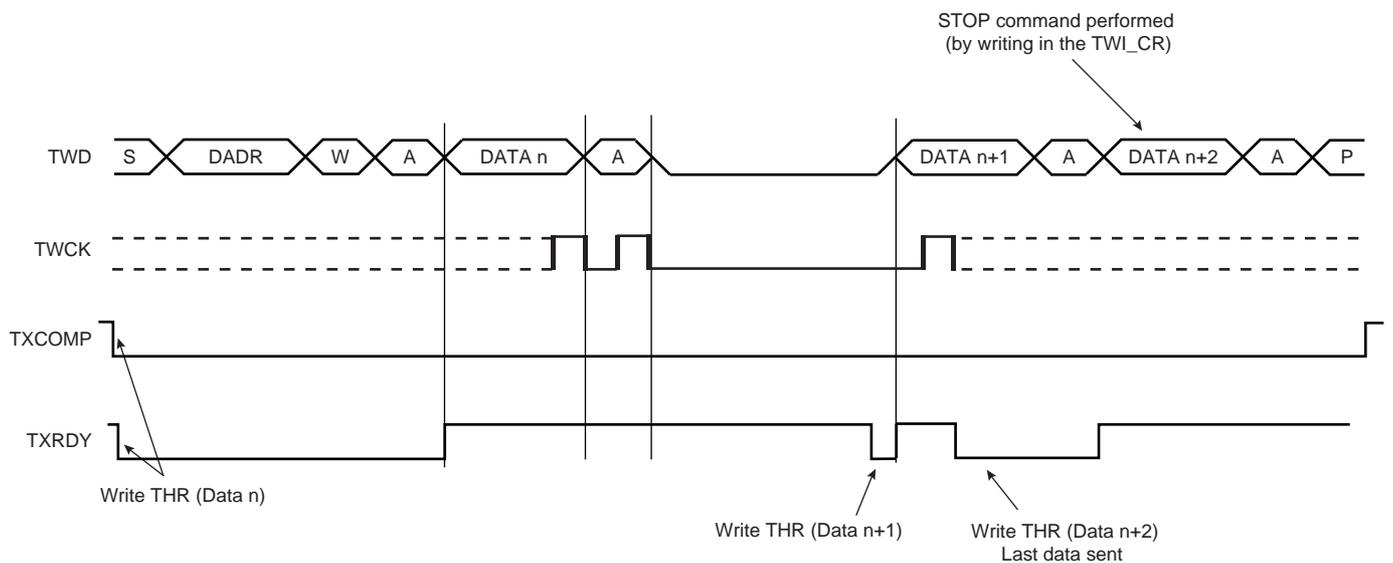 STOP command performed
(by writing in the TWI_CR)
TWD S DADR W A DATA n A DATA n+1 A DATA n+2 A P
TWCK
TXCOMP
TXRDY
Write THR (Data n)
Write THR (Data n+1)
Write THR (Data n+2)
Last data sent